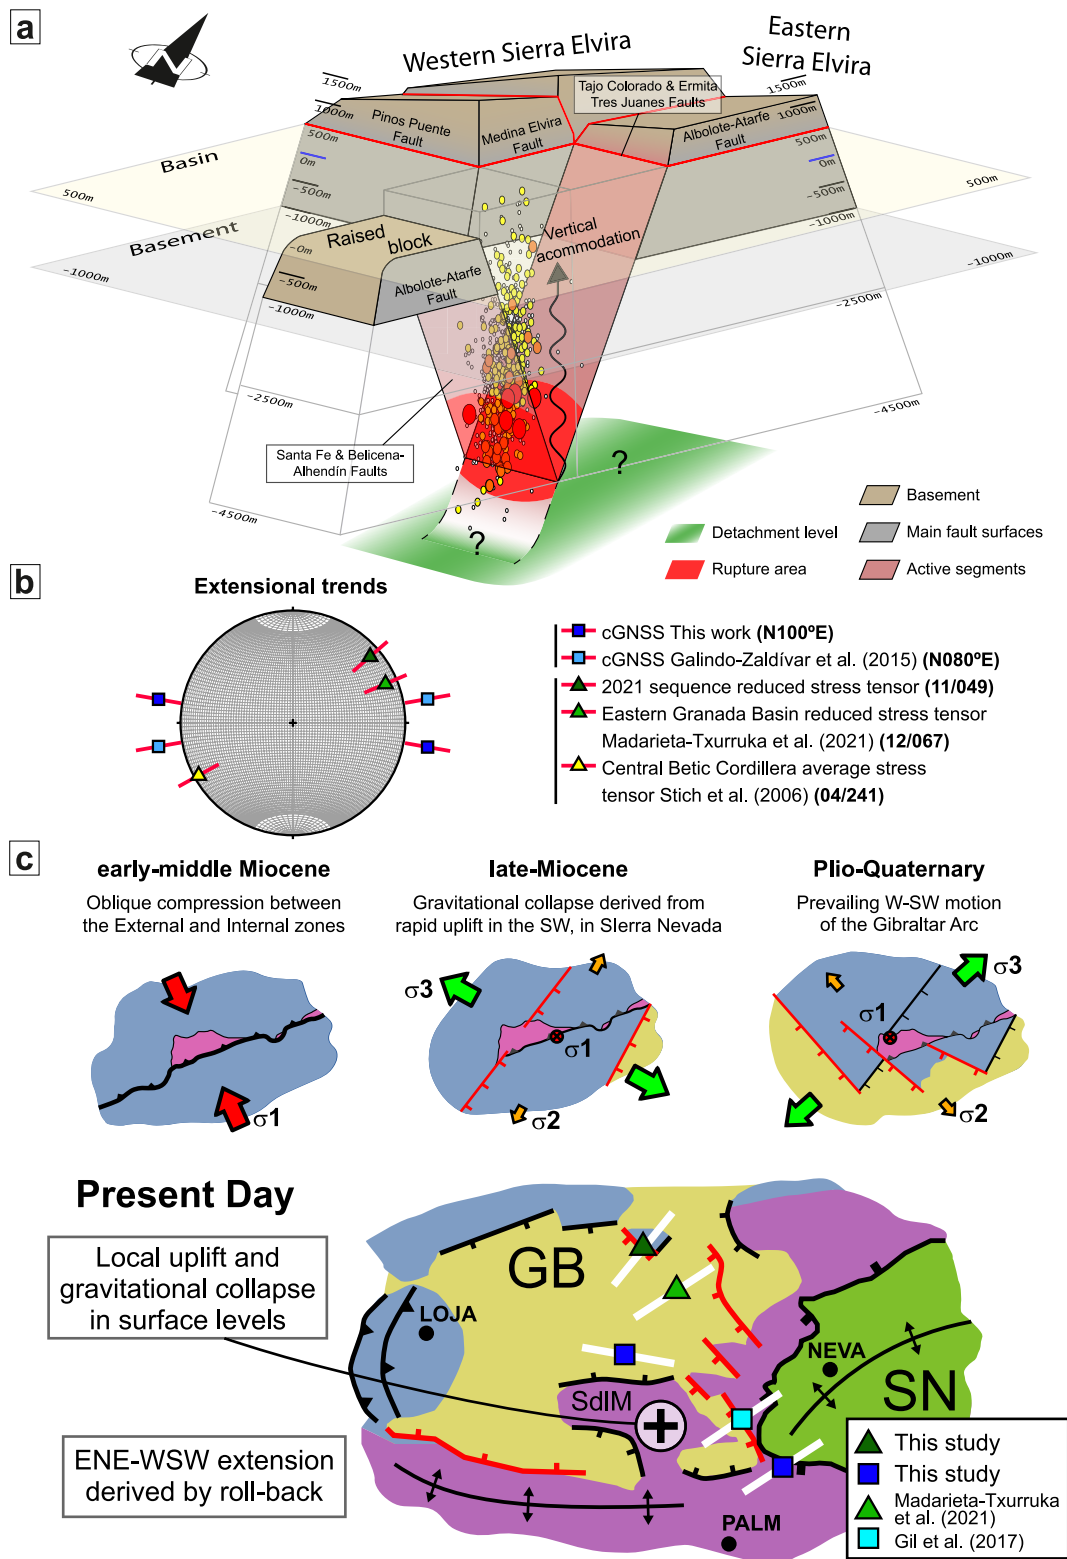 a
Western Sierra Elvira
Eastern
Sierra Elvira
1500m
1000m
500m
0m
-500m
-1000m
Pinos Puente
Fault
Medina Elvira
Fault
Tajo Colorado & Ermita
Tres Juanes Faults
Albolote-Atarfe
Fault
1500m
1000m
500m
0m
-500m
-1000m
Basin
500m
500m
Basement
-1000m
-1000m
Raised
block
-0m
-500m
-1000m
Albolote-Atarfe
Fault
Vertical
acommodation
-2500m
-2500m
-4500m
-4500m
Santa Fe & Belicena-
Alhendín Faults
?
?
Basement
Detachment level
Main fault surfaces
Rupture area
Active segments
b
Extensional trends
cGNSS This work (N100ºE)
cGNSS Galindo-Zaldívar et al. (2015) (N080ºE)
2021 sequence reduced stress tensor (11/049)
Eastern Granada Basin reduced stress tensor
Madarieta-Txurruka et al. (2021) (12/067)
Central Betic Cordillera average stress
tensor Stich et al. (2006) (04/241)
c
early-middle Miocene
Oblique compression between
the External and Internal zones
σ1
late-Miocene
Gravitational collapse derived from
rapid uplift in the SW, in SIerra Nevada
σ3
σ1
σ2
Plio-Quaternary
Prevailing W-SW motion
of the Gibraltar Arc
σ3
σ1
σ2
Present Day
Local uplift and
gravitational collapse
in surface levels
ENE-WSW extension
derived by roll-back
GB
LOJA
SdlM
NEVA
SN
PALM
This study
This study
Madarieta-Txurruka
et al. (2021)
Gil et al. (2017)